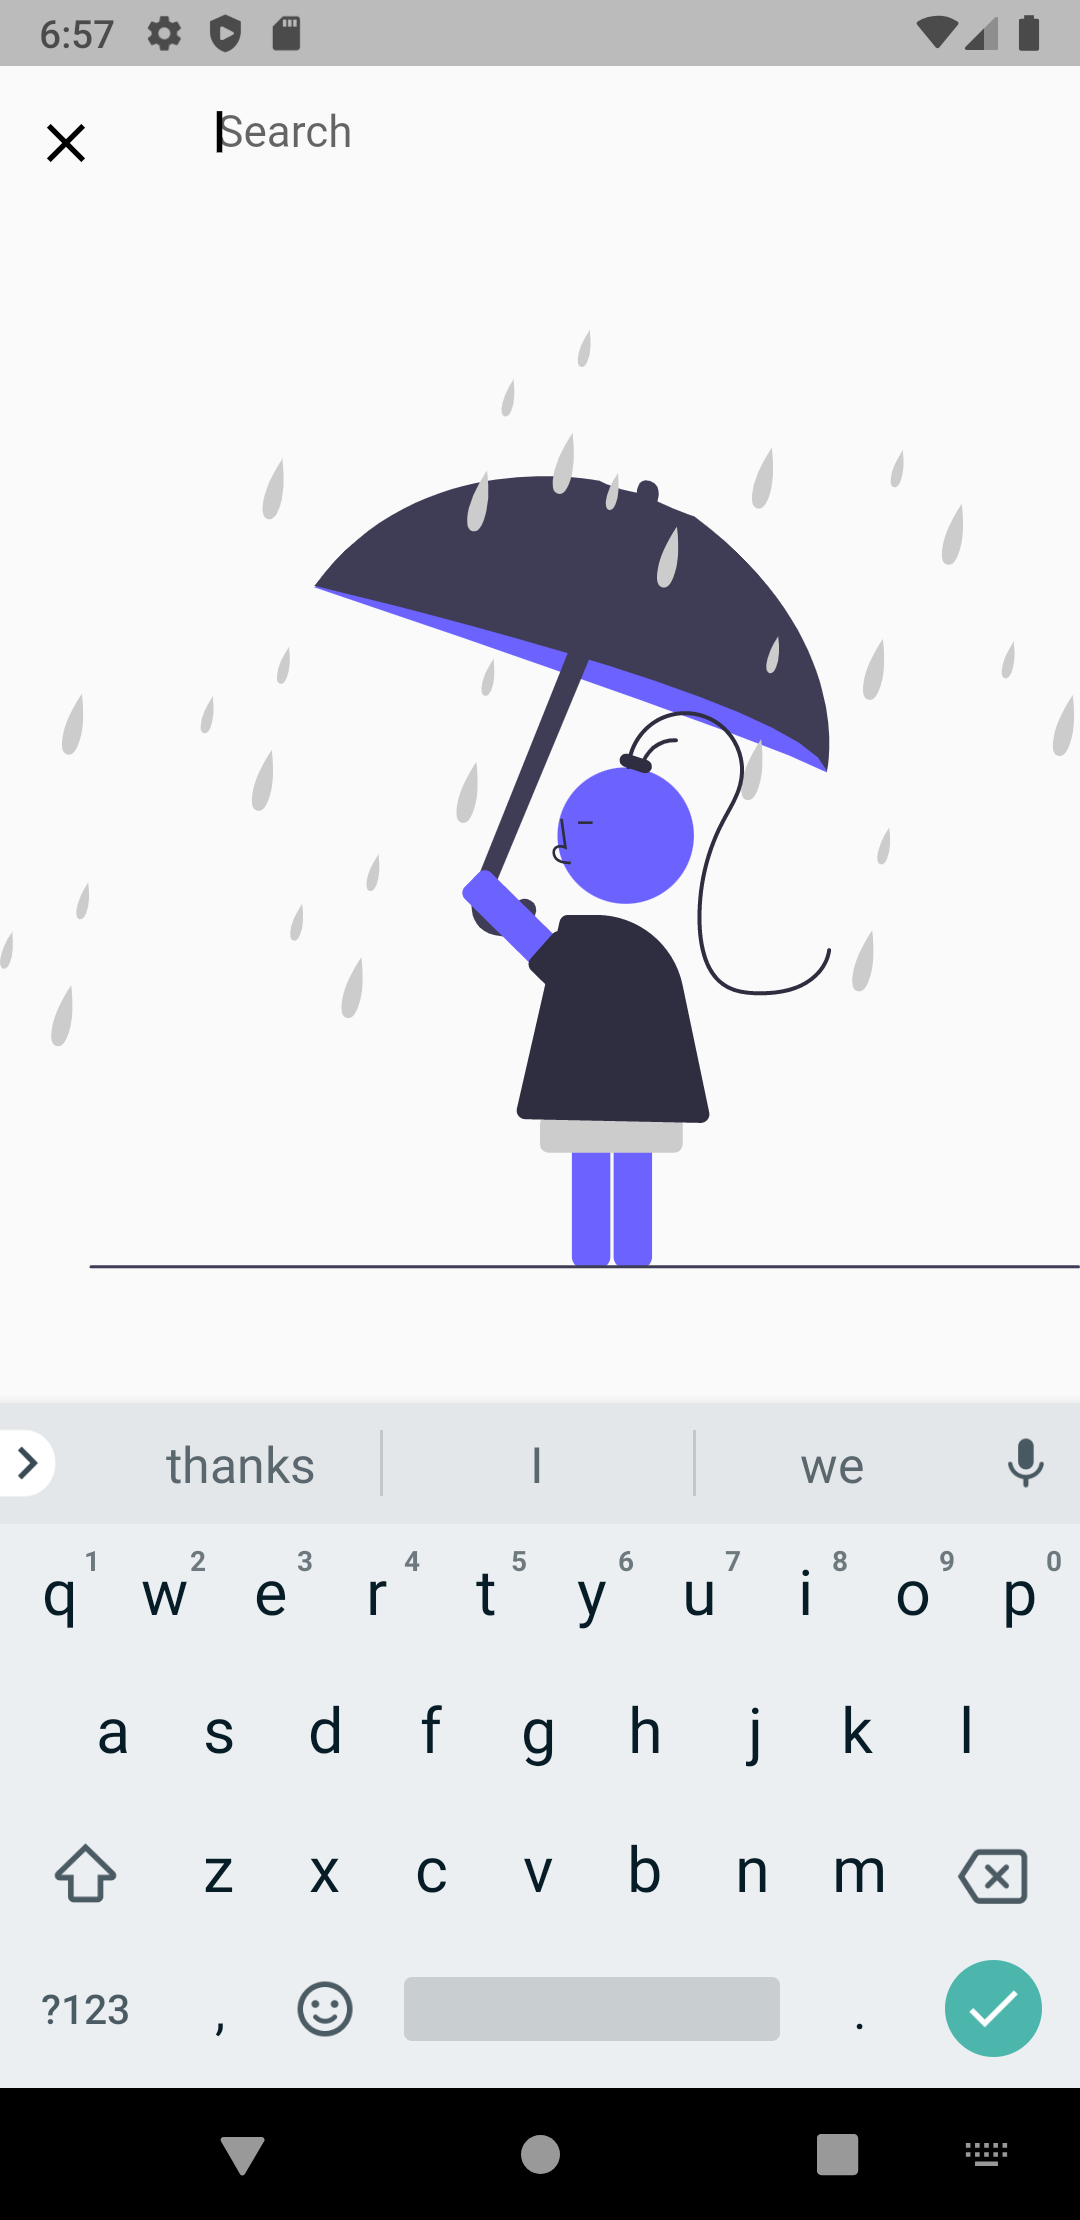 6:57
Search
thanks I we
1 2 3 4 5 6 7 8 9 0
q w e r t y u i o p
a s d f g h j k l
z x c v b n m
?123 , .